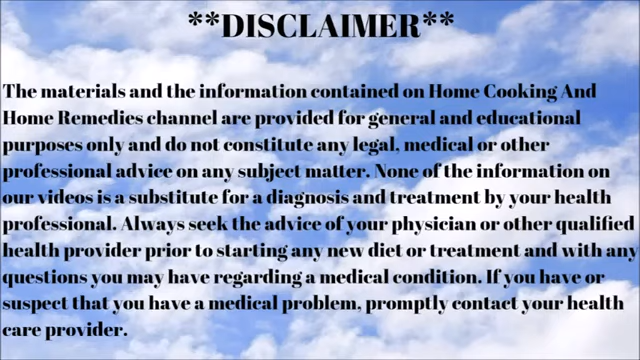 **DISCLAIMER**
The materials and the information contained on Home Cooking And
Home Remedies channel are provided for general and educational
purposes only and do not constitute any legal, medical or other
professional advice on any subject matter. None of the information on
our videos is a substitute for a diagnosis and treatment by your health
professional. Always seek the advice of your physician or other qualified
health provider prior to starting any new diet or treatment and with any
questions you may have regarding a medical condition. If you have or
suspect that you have a medical problem, promptly contact your health
care provider.